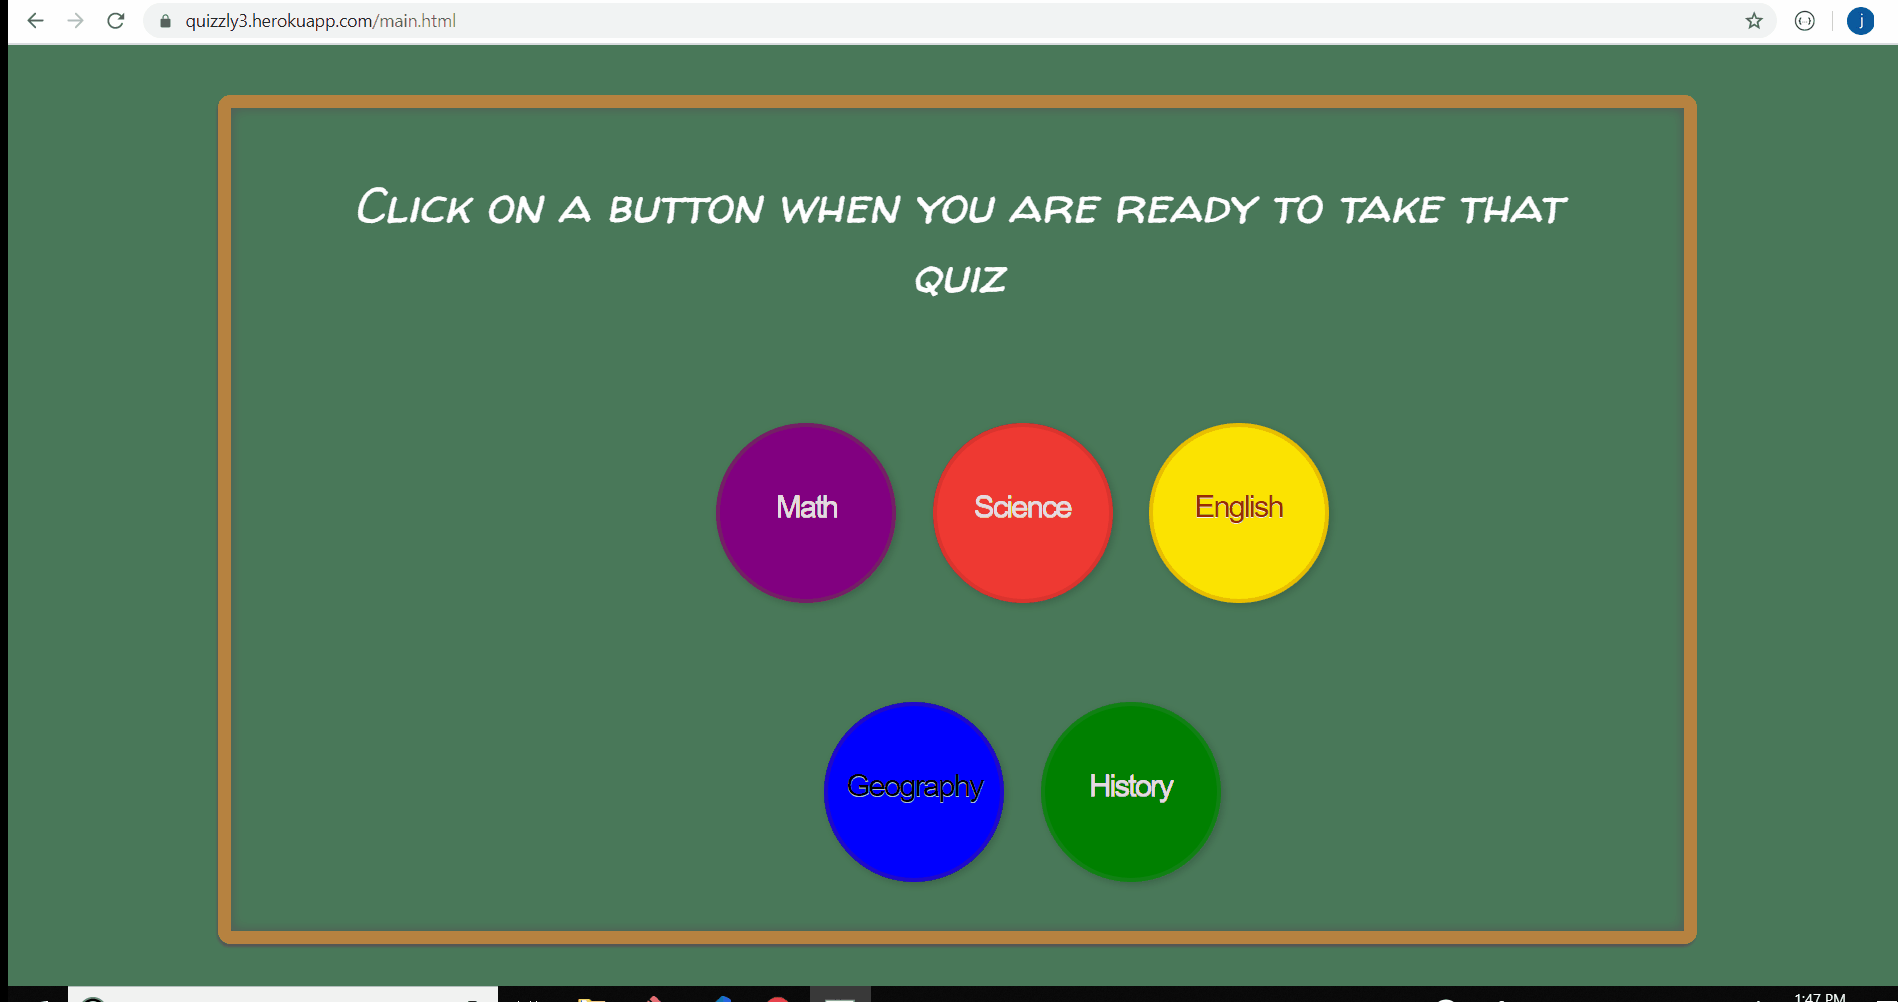 quizzly3.herokuapp.com/main.html
j
Click on a button when you are ready to take that
quiz
Math
Science
English
Geography
History
1:47 PM